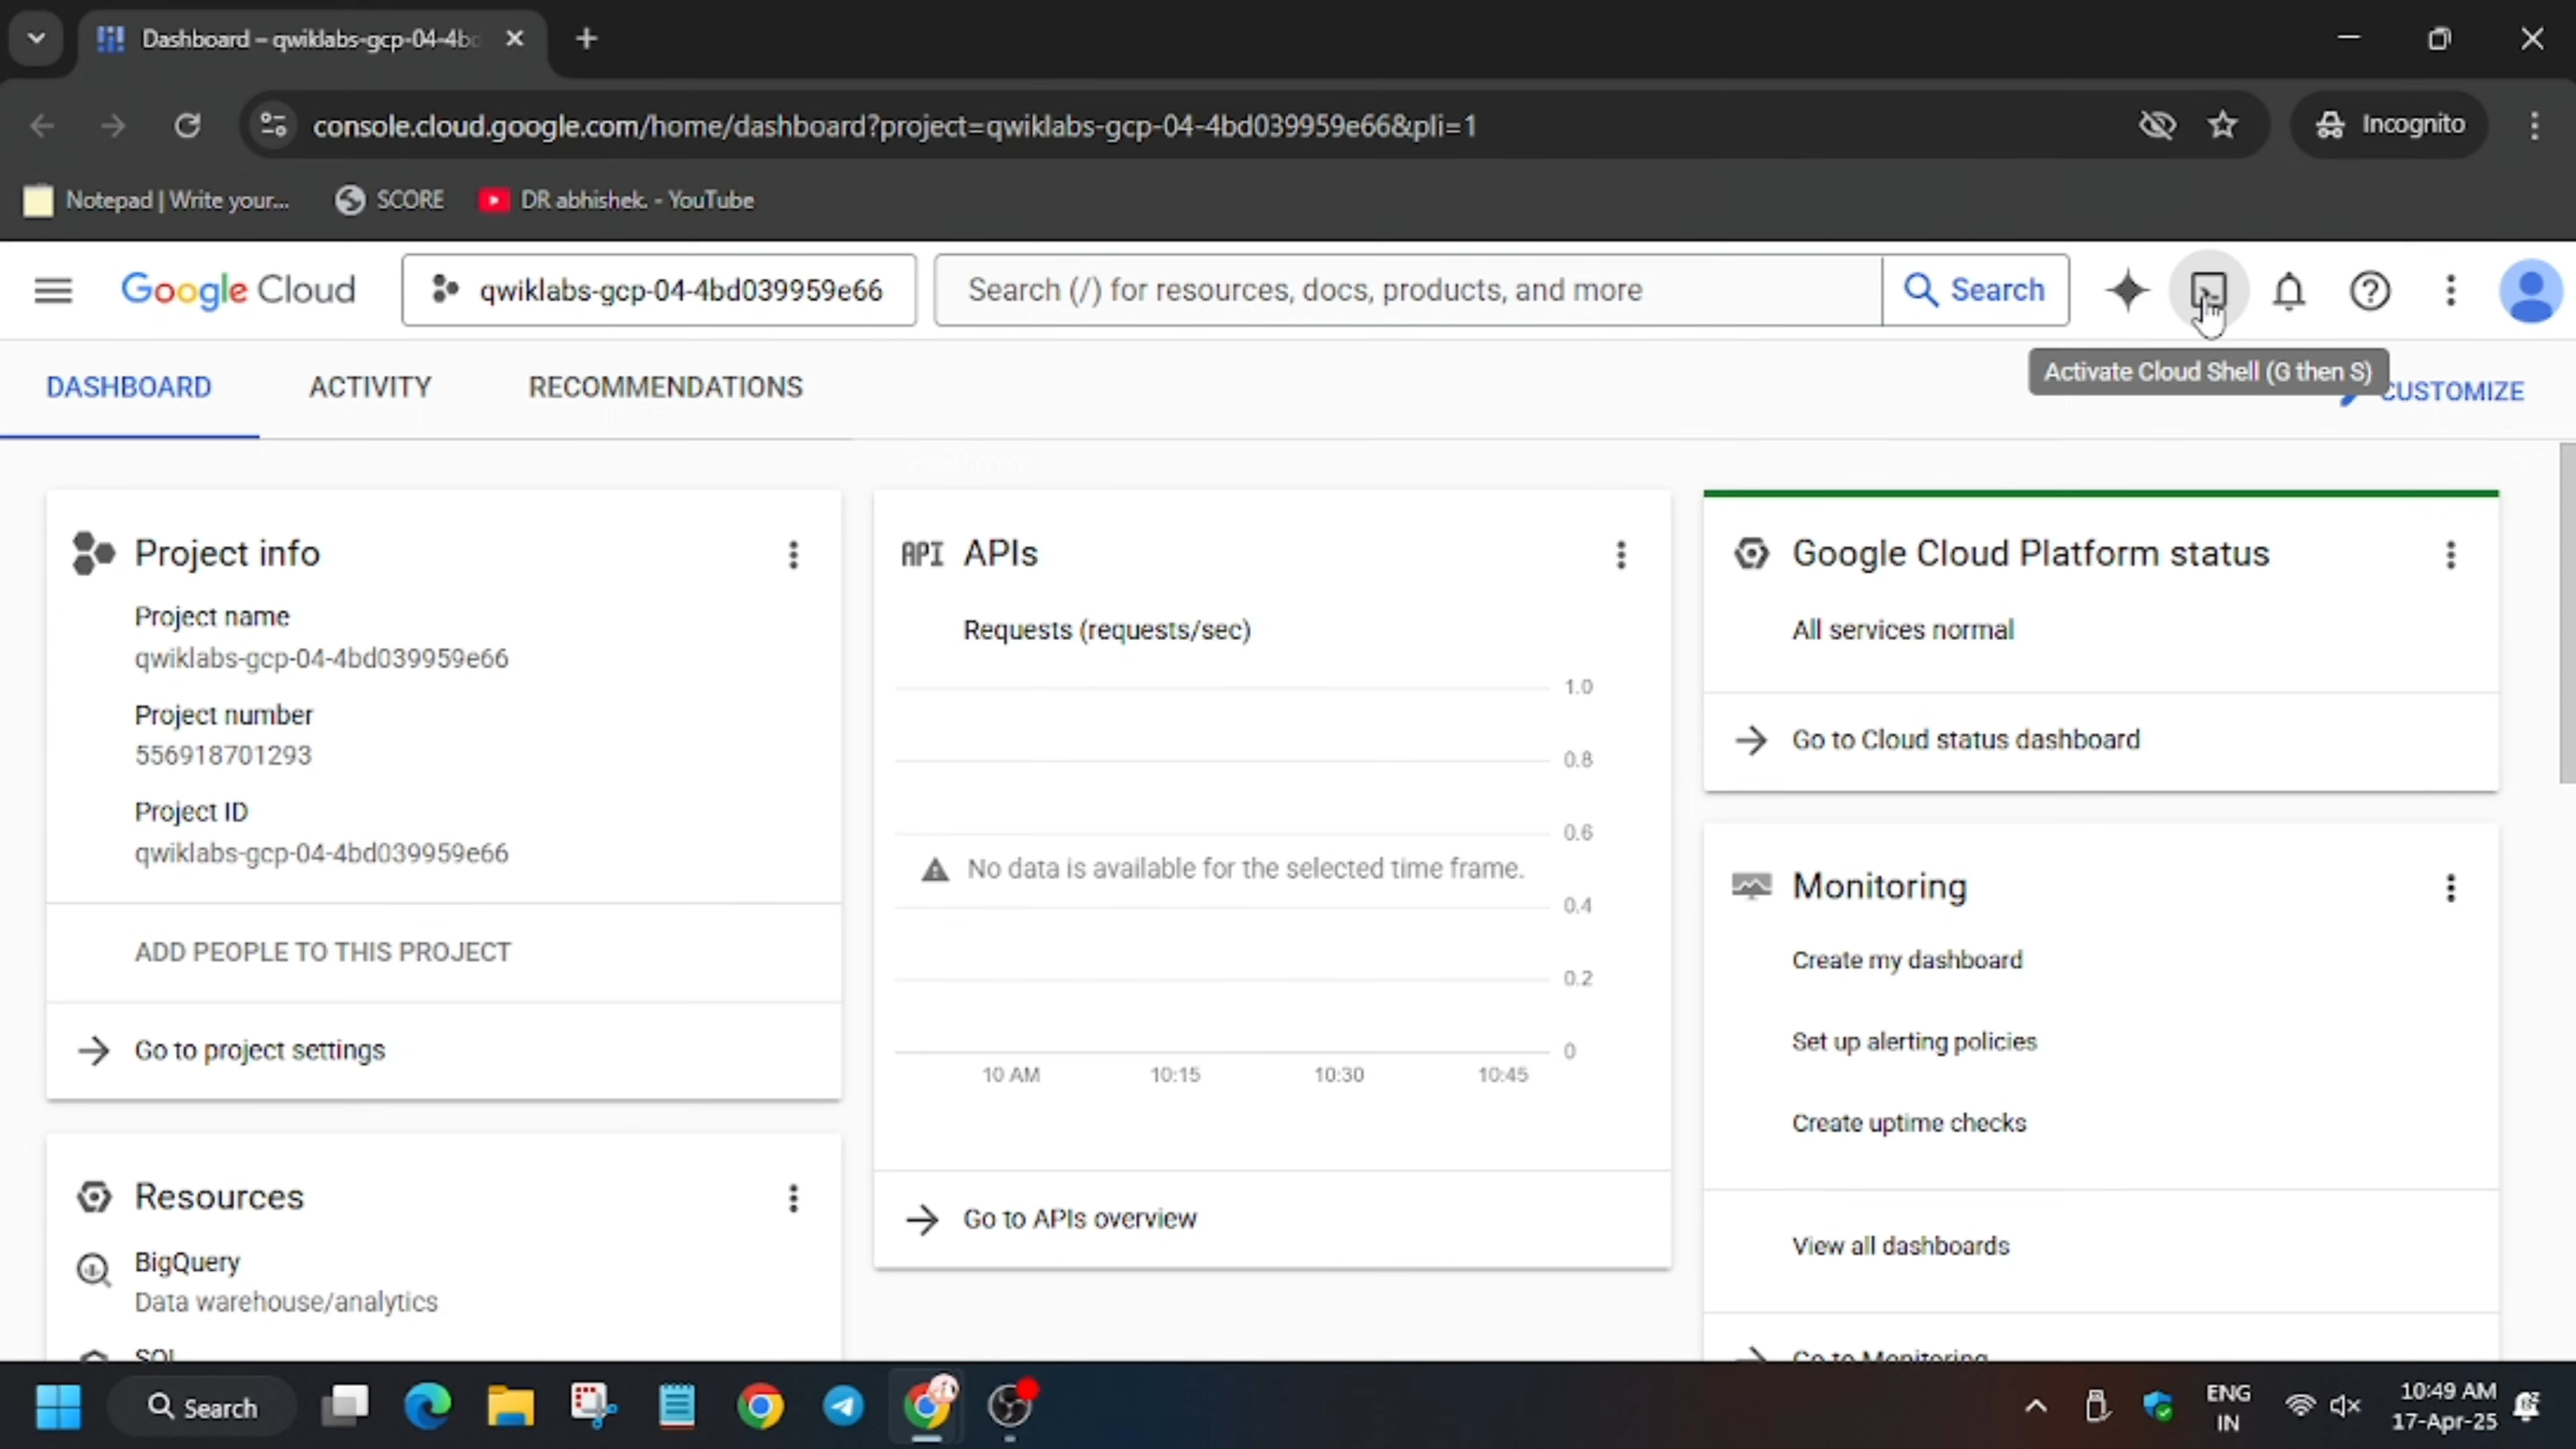 Dashboard – qwiklabs-gcp-04-4bd
console.cloud.google.com/home/dashboard?project=qwiklabs-gcp-04-4bd039959e66&pli=1
Incognito
Notepad | Write your...
SCORE
DR abhishek. - YouTube
Google Cloud
qwiklabs-gcp-04-4bd039959e66
Search (/) for resources, docs, products, and more
Search
DASHBOARD
ACTIVITY
RECOMMENDATIONS
Activate Cloud Shell (G then S)
CUSTOMIZE
Project info
Project name
qwiklabs-gcp-04-4bd039959e66
Project number
556918701293
Project ID
qwiklabs-gcp-04-4bd039959e66
ADD PEOPLE TO THIS PROJECT
Go to project settings
Resources
BigQuery
Data warehouse/analytics
SQL
API APIs
Requests (requests/sec)
1.0
0.8
0.6
No data is available for the selected time frame.
0.4
0.2
0
10 AM
10:15
10:30
10:45
Go to APIs overview
Google Cloud Platform status
All services normal
Go to Cloud status dashboard
Monitoring
Create my dashboard
Set up alerting policies
Create uptime checks
View all dashboards
Go to Monitoring
Search
ENG
IN
10:49 AM
17-Apr-25